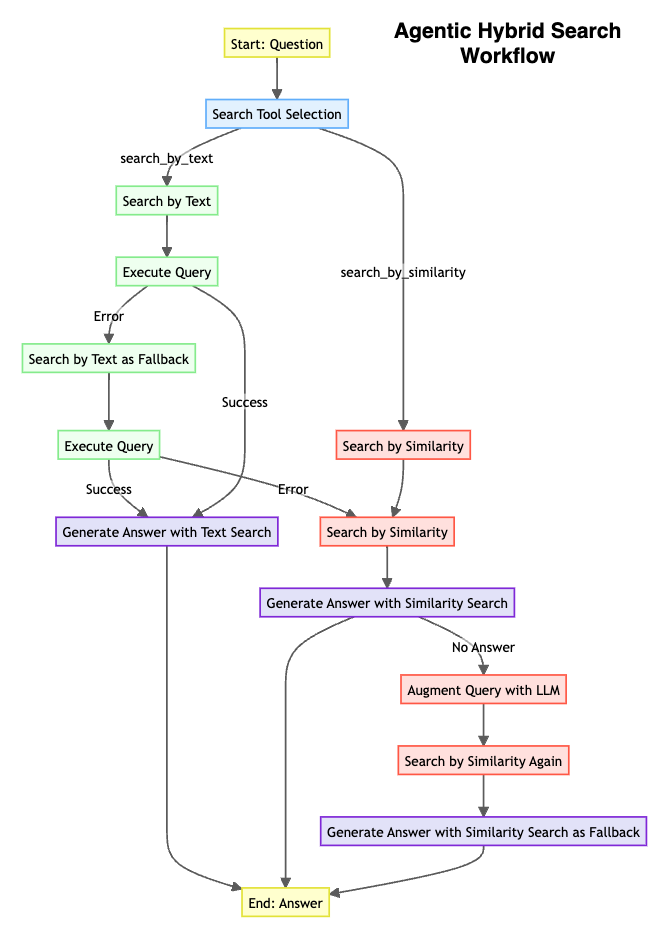 Agentic Hybrid Search
Workflow
Start: Question
Search Tool Selection
search_by_text
Search by Text
Execute Query
search_by_similarity
Error
Search by Text as Fallback
Success
Execute Query
Search by Similarity
Success
Error
Generate Answer with Text Search
Search by Similarity
Generate Answer with Similarity Search
No Answer
Augment Query with LLM
Search by Similarity Again
Generate Answer with Similarity Search as Fallback
End: Answer